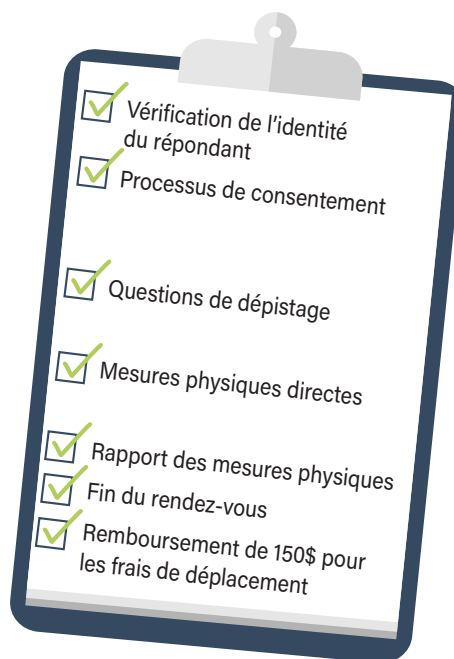 Vérification de l'identité
du répondant
Processus de consentement
Questions de dépistage
Mesures physiques directes
Rapport des mesures physiques
Fin du rendez-vous
Remboursement de 150$ pour
les frais de déplacement